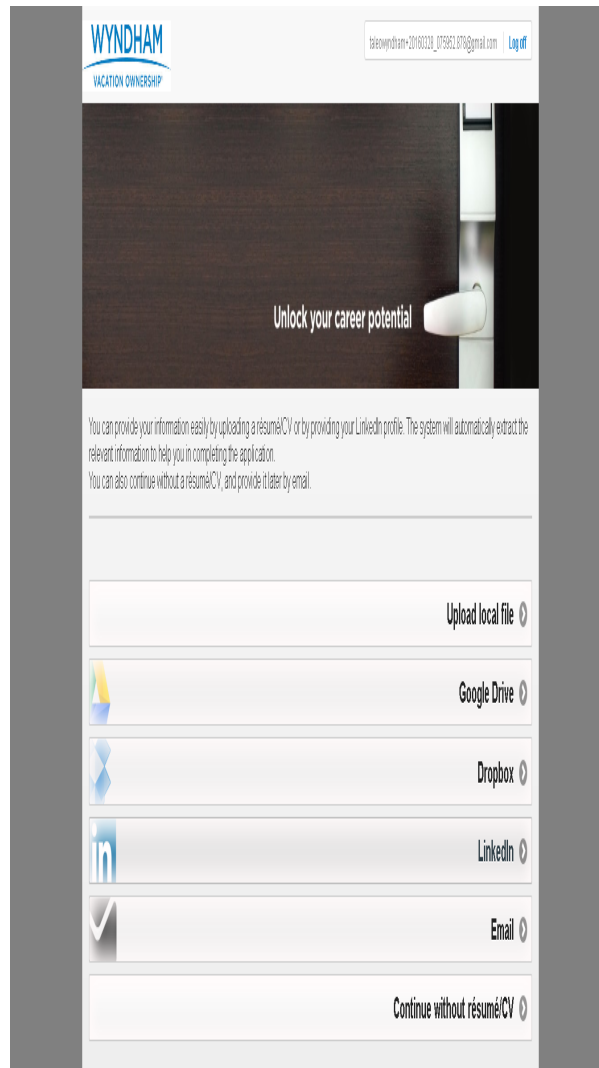 WYNDHAM
VACATION OWNERSHIP
taleowyndham+20160328_075952.878@gmail.com Log off
Unlock your career potential
You can provide your information easily by uploading a résumé/CV or by providing your LinkedIn profile. The system will automatically extract the
relevant information to help you in completing the application.
You can also continue without a résumé/CV, and provide it later by email.
Upload local file
Google Drive
Dropbox
in
LinkedIn
Email
Continue without résumé/CV